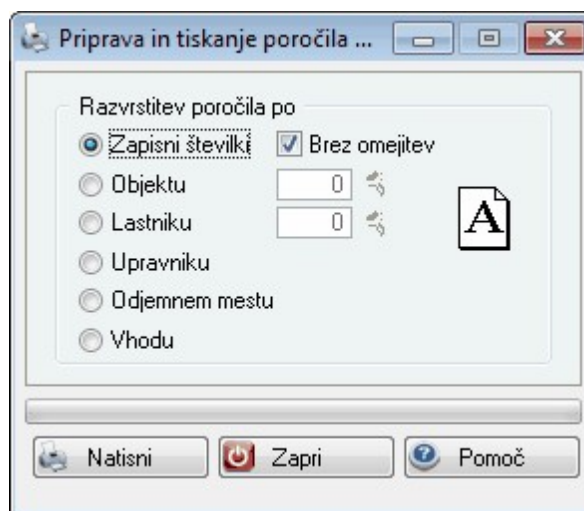 Priprava in tiskanje poročila ...
Razvrstitev poročila po
Zapisni številki Brez omejitev
Objektu 0
Lastniku 0
A
Upravniku
Odjemnem mestu
Vhodu
Natisni Zapri Pomoč